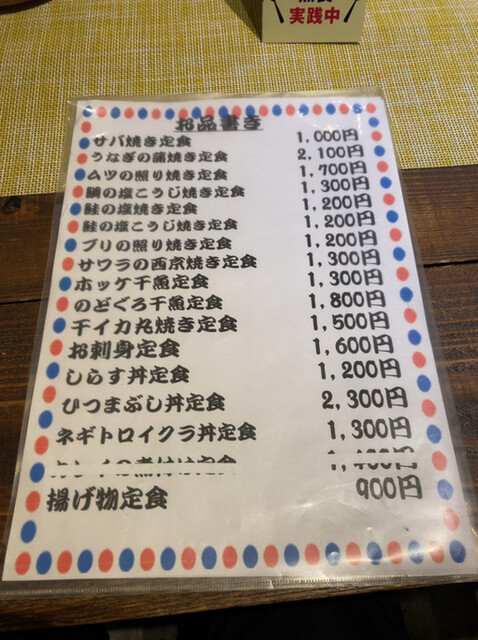 実践中
お品書き
サバ焼き定食 1,000円
うなぎの蒲焼き定食 2,100円
ムツの照り焼き定食 1,700円
鯛の塩こうじ焼き定食 1,300円
鮭の塩焼き定食 1,200円
鮭の塩こうじ焼き定食 1,200円
ブリの照り焼き定食 1,200円
サワラの西京焼き定食 1,300円
ホッケ干魚定食 1,300円
のどぐろ干魚定食 1,800円
干イカ丸焼き定食 1,500円
お刺身定食 1,600円
しらす丼定食 1,200円
ひつまぶし丼定食 2,300円
ネギトロイクラ丼定食 1,300円
揚げ物定食 900円